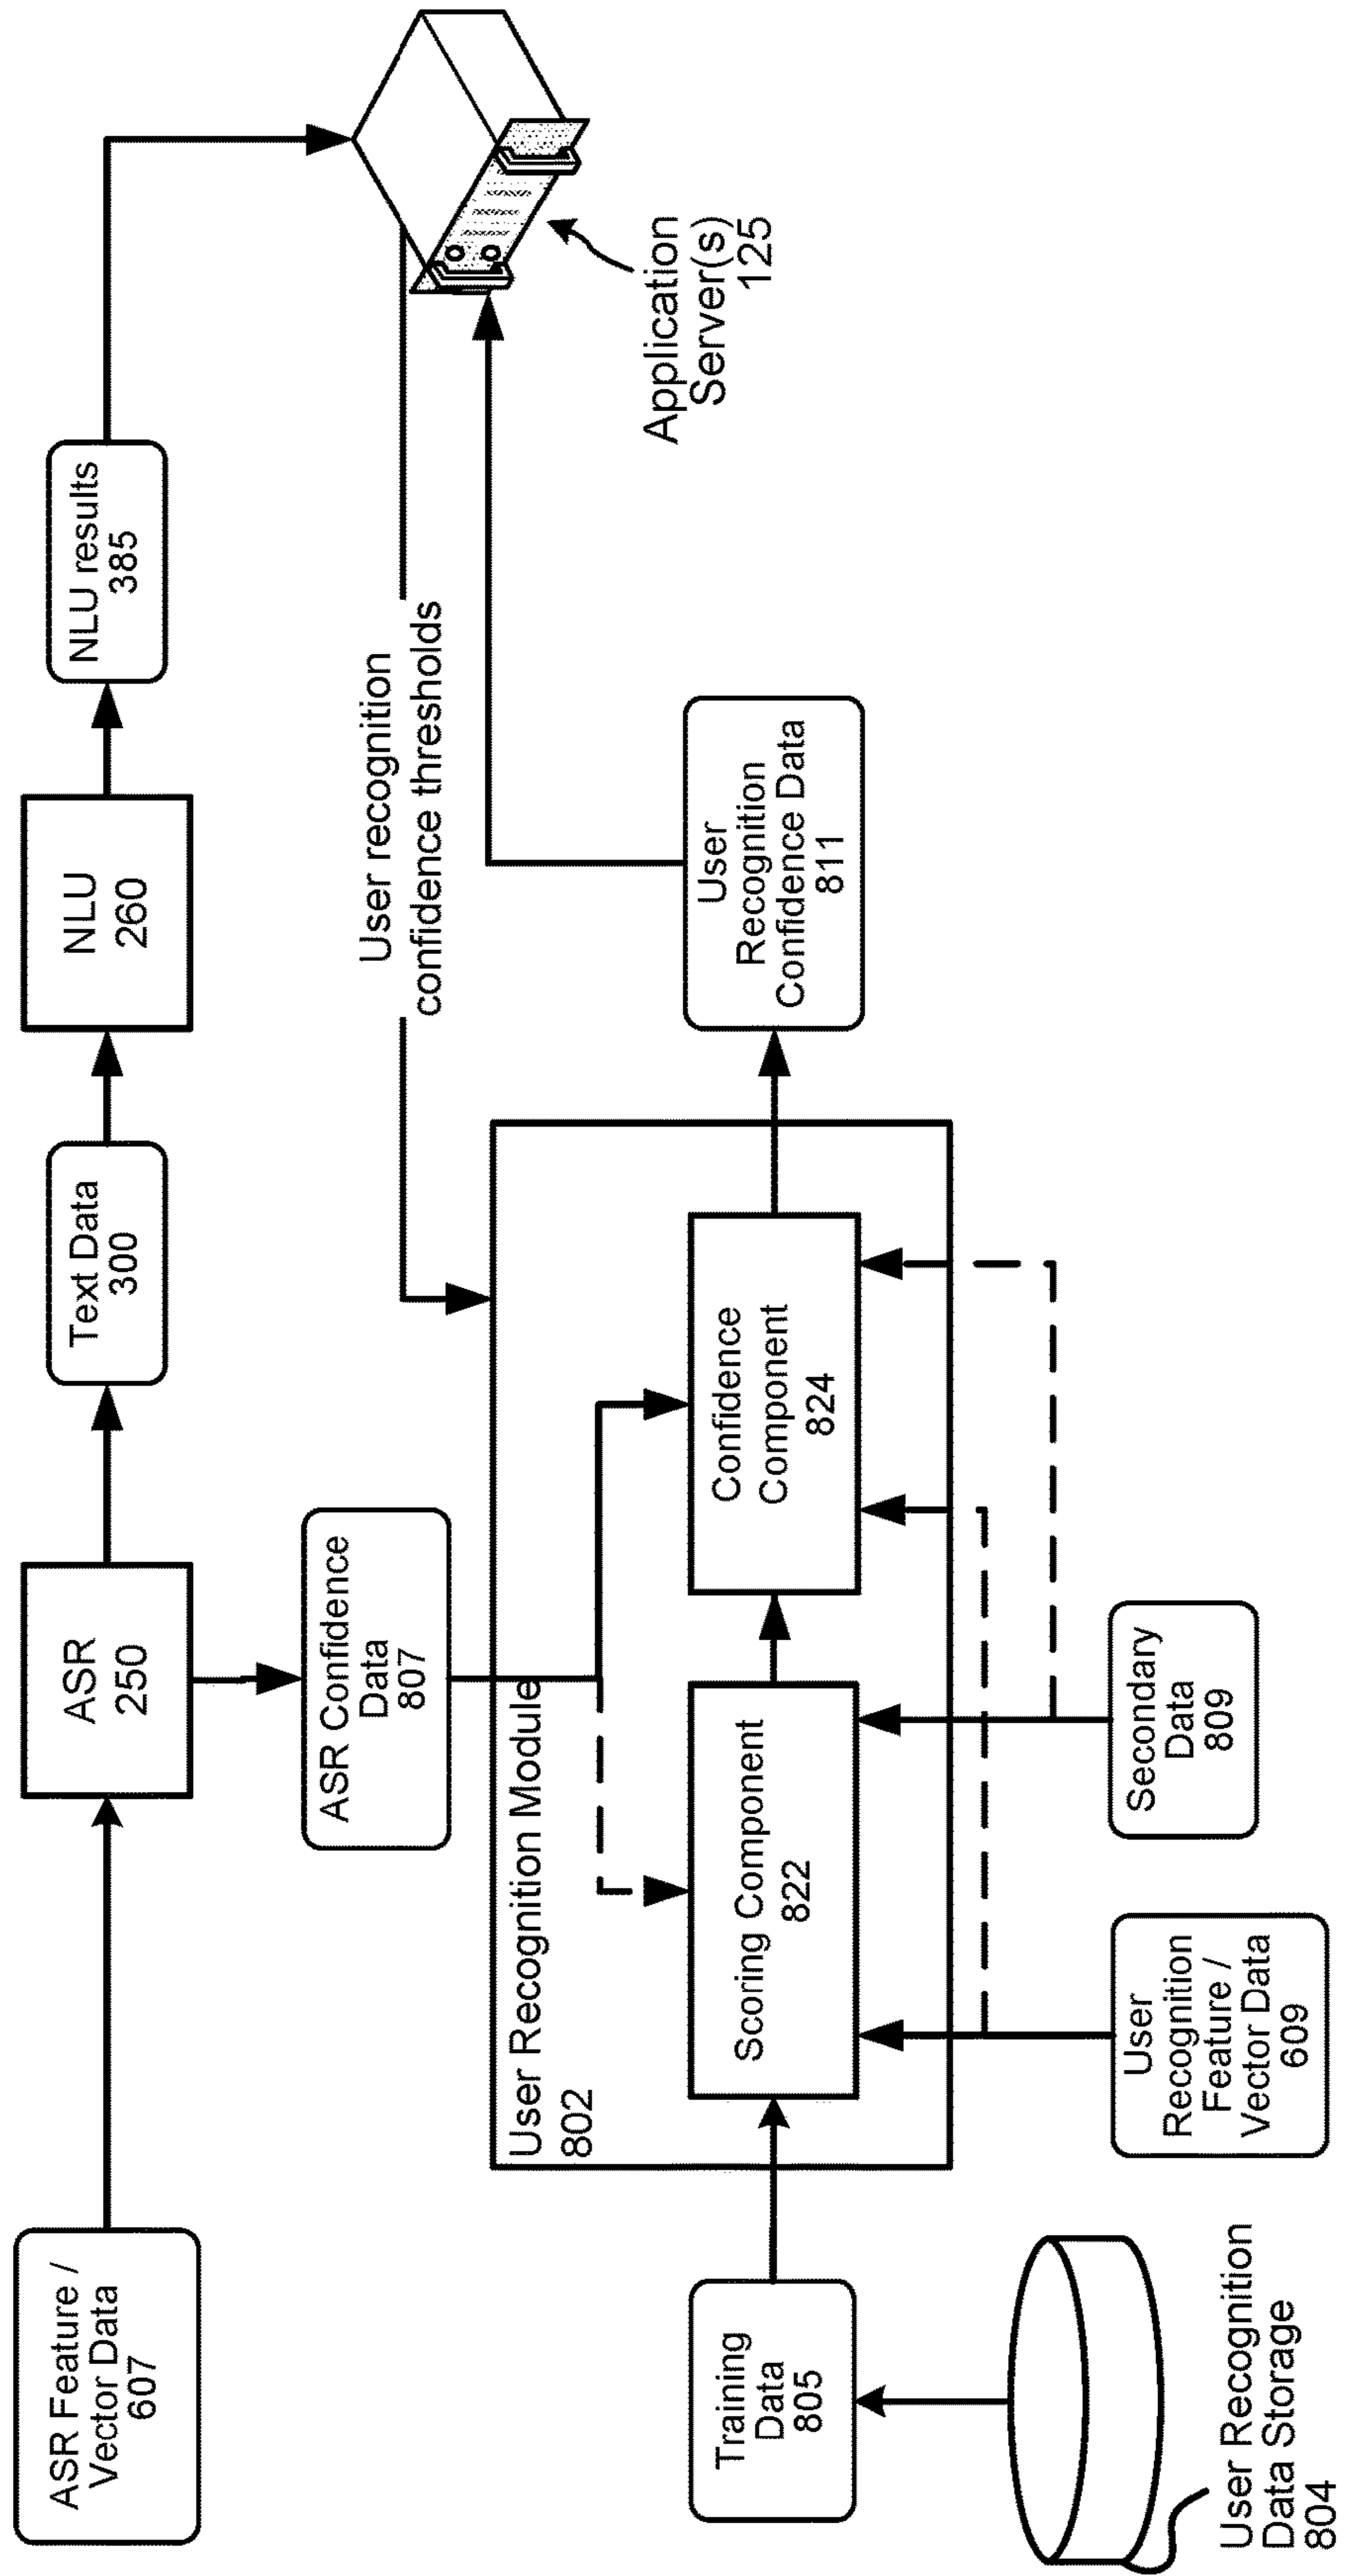 ASR Feature /
Vector Data
607
ASR
250
Text Data
300
NLU
260
NLU results
385
ASR Confidence
Data
807
User recognition
confidence thresholds
Application
Server(s)
125
User Recognition Module
802
Scoring Component
822
Confidence
Component
824
User
Recognition
Confidence Data
811
Training
Data
805
User Recognition
Data Storage
804
User
Recognition
Feature /
Vector Data
609
Secondary
Data
809